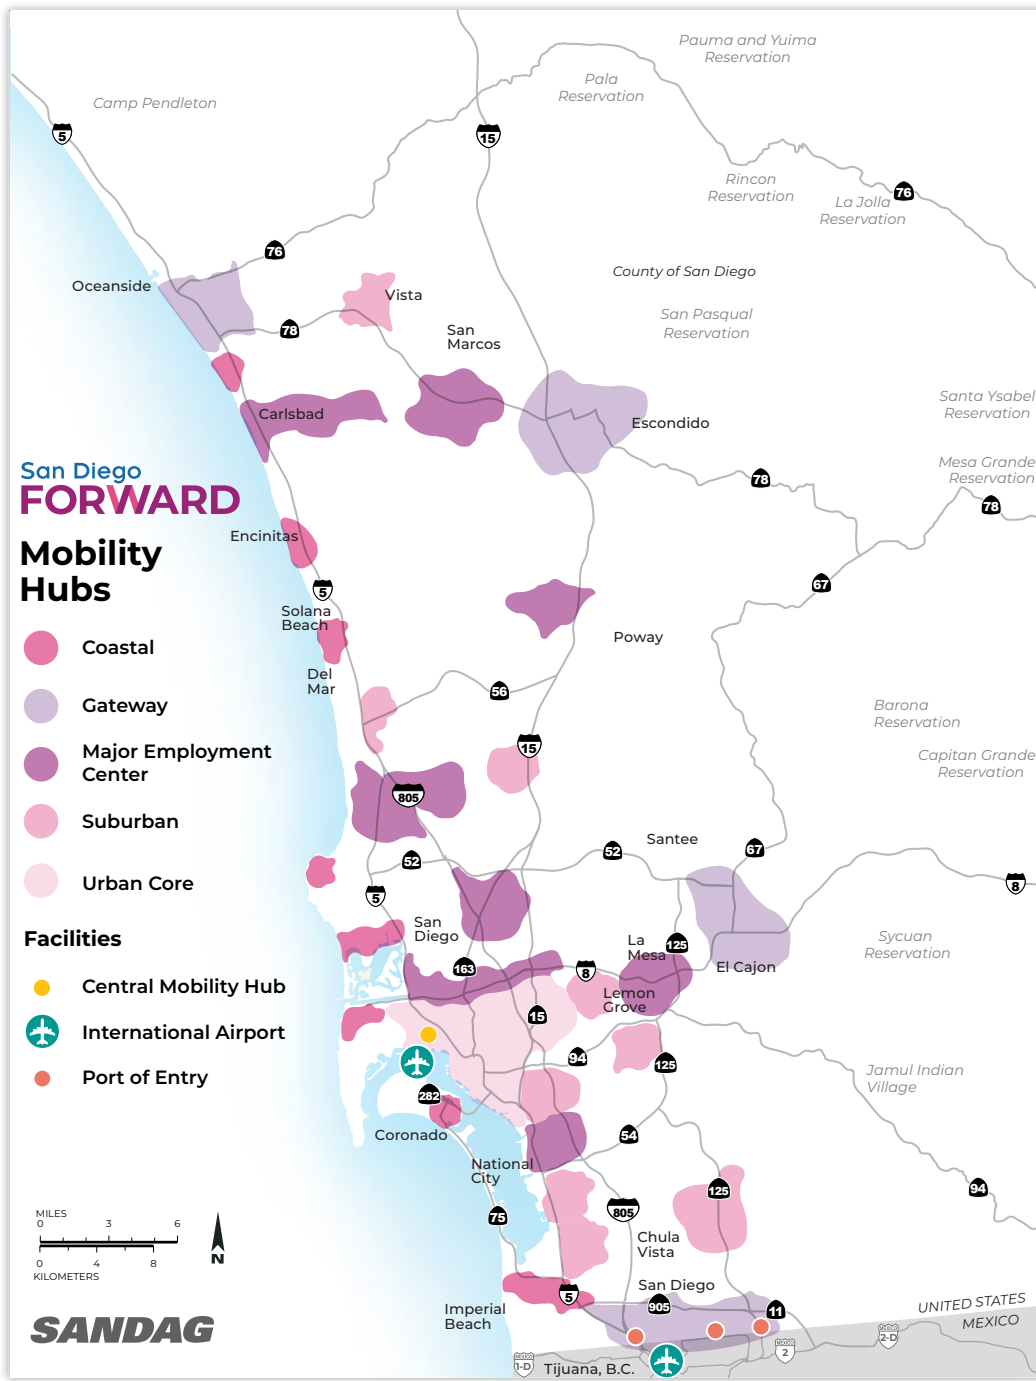 Pauma and Yuima
Reservation
Pala
Reservation
Camp Pendleton
5
15
Rincon
Reservation
La Jolla
Reservation
76
76
County of San Diego
Oceanside
Vista
San Pasqual
Reservation
78
San
Marcos
Santa Ysabel
Reservation
Carlsbad
Escondido
Mesa Grande
Reservation
78
78
San Diego
FORWARD
Mobility
Hubs
Encinitas
5
67
Solana
Beach
Poway
Del
Mar
56
Barona
Reservation
15
Capitan Grande
Reservation
805
Coastal
Gateway
Major Employment
Center
Suburban
Urban Core
Santee
52
52
67
5
8
San
Diego
La
Mesa
125
Sycuan
Reservation
163
8
El Cajon
Lemon
Grove
15
Facilities
Central Mobility Hub
International Airport
Port of Entry
94
125
Jamul Indian
Village
282
Coronado
54
National
City
125
94
75
805
Chula
Vista
San Diego
5
905
11
Imperial
Beach
UNITED STATES
MEXICO
MEXICO
1-D
Tijuana, B.C.
MEXICO
2
MEXICO
2-D
MILES
0 3 6
0 4 8
KILOMETERS
N
SANDAG